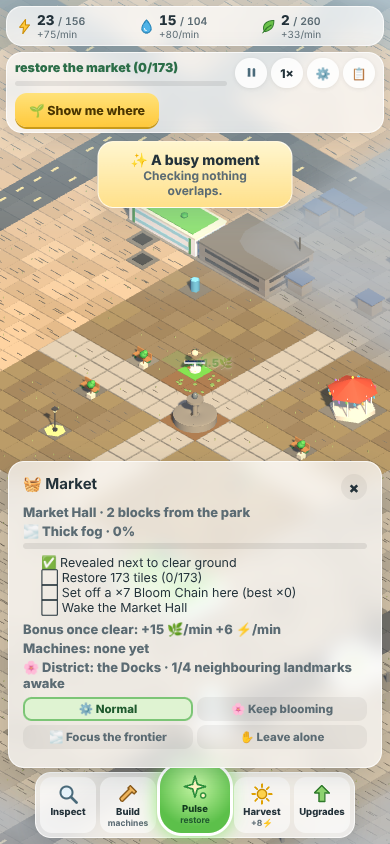 23 / 156
+75/min
15 / 104
+80/min
2 / 260
+33/min
restore the market (0/173)
1×
🌱 Show me where
✨ A busy moment
Checking nothing
overlaps.
🧺 Market
Market Hall · 2 blocks from the park
🌫️ Thick fog · 0%
✅ Revealed next to clear ground
Restore 173 tiles (0/173)
Set off a ×7 Bloom Chain here (best ×0)
Wake the Market Hall
Bonus once clear: +15 🌿/min +6 ⚡/min
Machines: none yet
🌸 District: the Docks · 1/4 neighbouring landmarks
awake
⚙️ Normal
🌸 Keep blooming
🌫️ Focus the frontier
✋ Leave alone
Inspect
Build
machines
Pulse
restore
Harvest
+8⚡
Upgrades